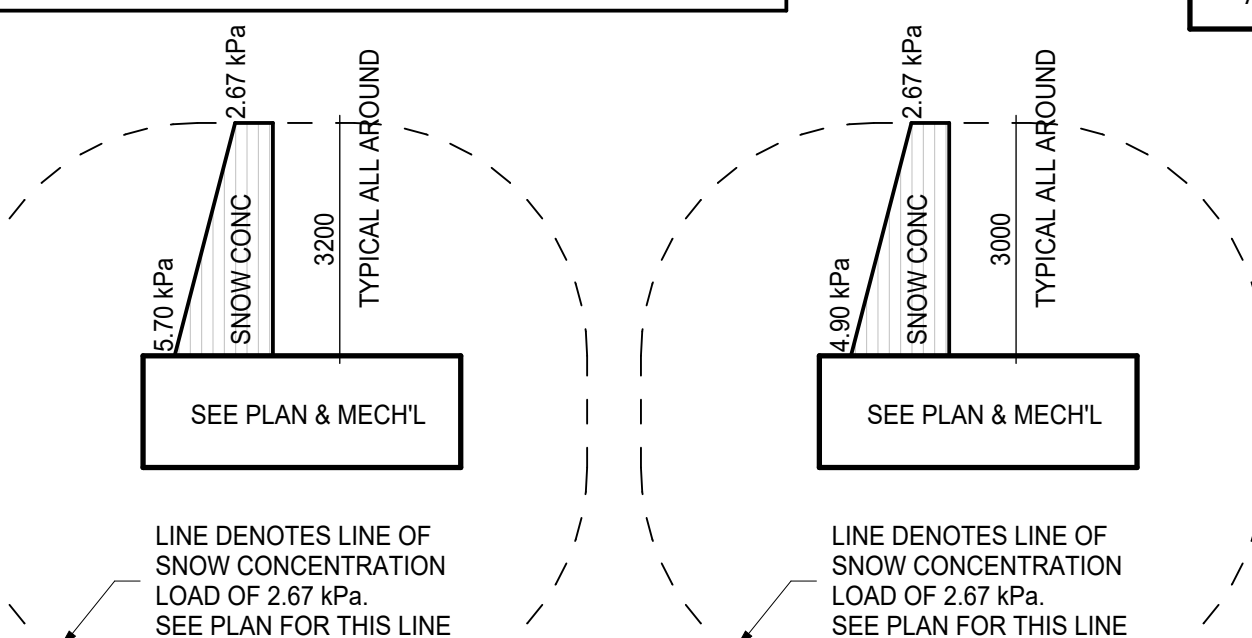 2.67 kPa
5.70 kPa
SNOW CONC
3200
TYPICAL ALL AROUND
SEE PLAN & MECH'L
LINE DENOTES LINE OF
SNOW CONCENTRATION
LOAD OF 2.67 kPa.
SEE PLAN FOR THIS LINE
2.67 kPa
4.90 kPa
SNOW CONC
3000
TYPICAL ALL AROUND
SEE PLAN & MECH'L
LINE DENOTES LINE OF
SNOW CONCENTRATION
LOAD OF 2.67 kPa.
SEE PLAN FOR THIS LINE